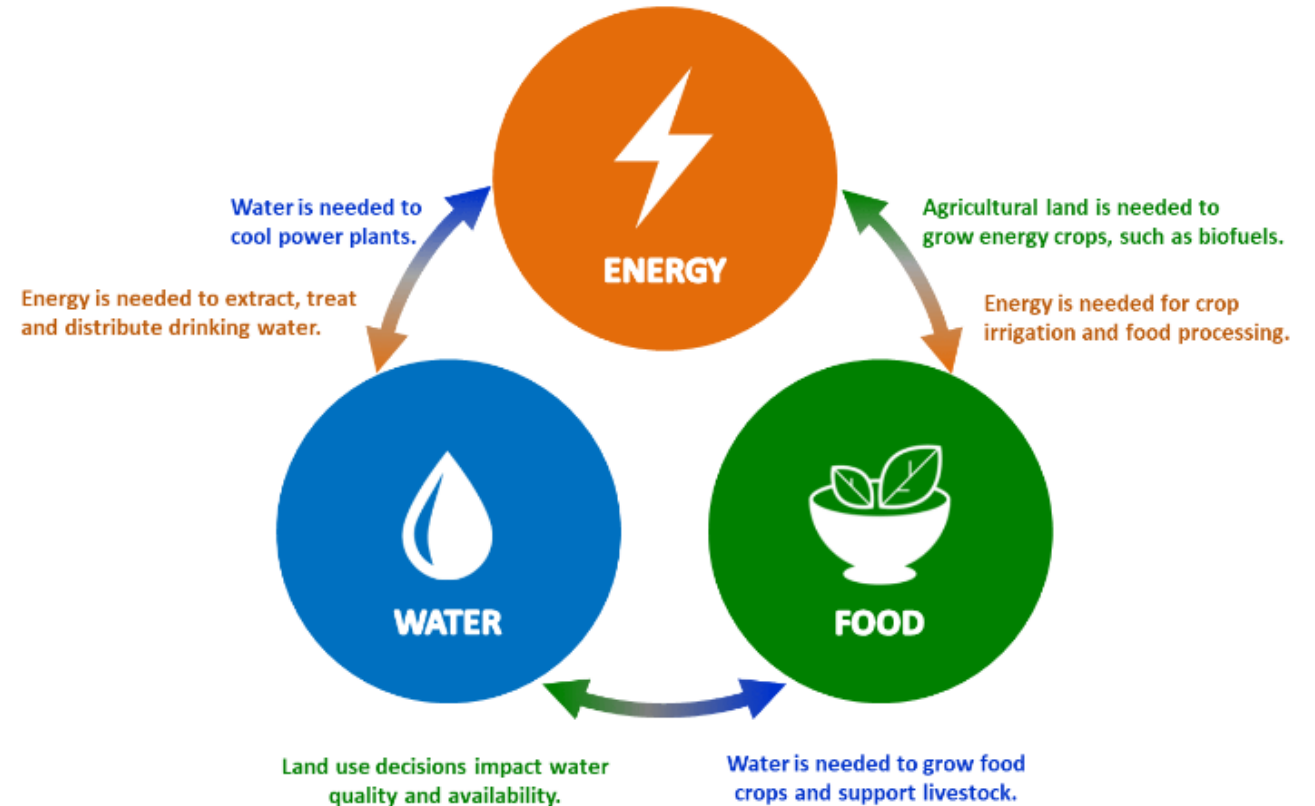 ENERGY
Water is needed to
cool power plants.
Energy is needed to extract, treat
and distribute drinking water.
Agricultural land is needed to
grow energy crops, such as biofuels.
Energy is needed for crop
irrigation and food processing.
WATER
FOOD
Land use decisions impact water
quality and availability.
Water is needed to grow food
crops and support livestock.